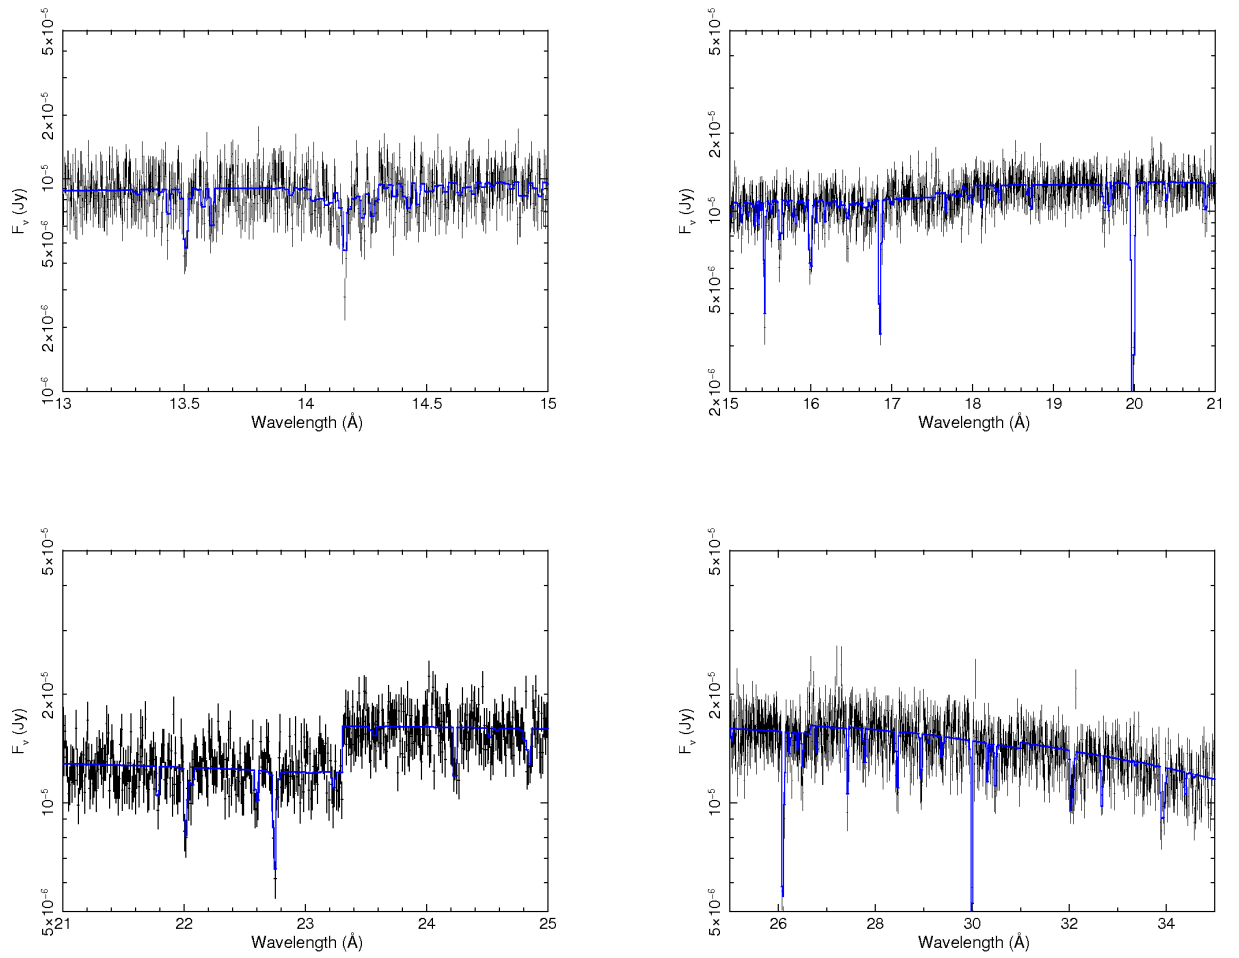 5×10⁻⁵
2×10⁻⁵
10⁻⁵
5×10⁻⁶
2×10⁻⁶
10⁻⁶
Fᵥ (Jy)
13 13.5 14 14.5 15
Wavelength (Å)
5×10⁻⁵
2×10⁻⁵
10⁻⁵
5×10⁻⁶
2×10⁻⁶
Fᵥ (Jy)
15 16 17 18 19 20 21
Wavelength (Å)
5×10⁻⁵
2×10⁻⁵
10⁻⁵
5×10⁻⁶
Fᵥ (Jy)
21 22 23 24 25
Wavelength (Å)
5×10⁻⁵
2×10⁻⁵
10⁻⁵
5×10⁻⁶
Fᵥ (Jy)
26 28 30 32 34
Wavelength (Å)